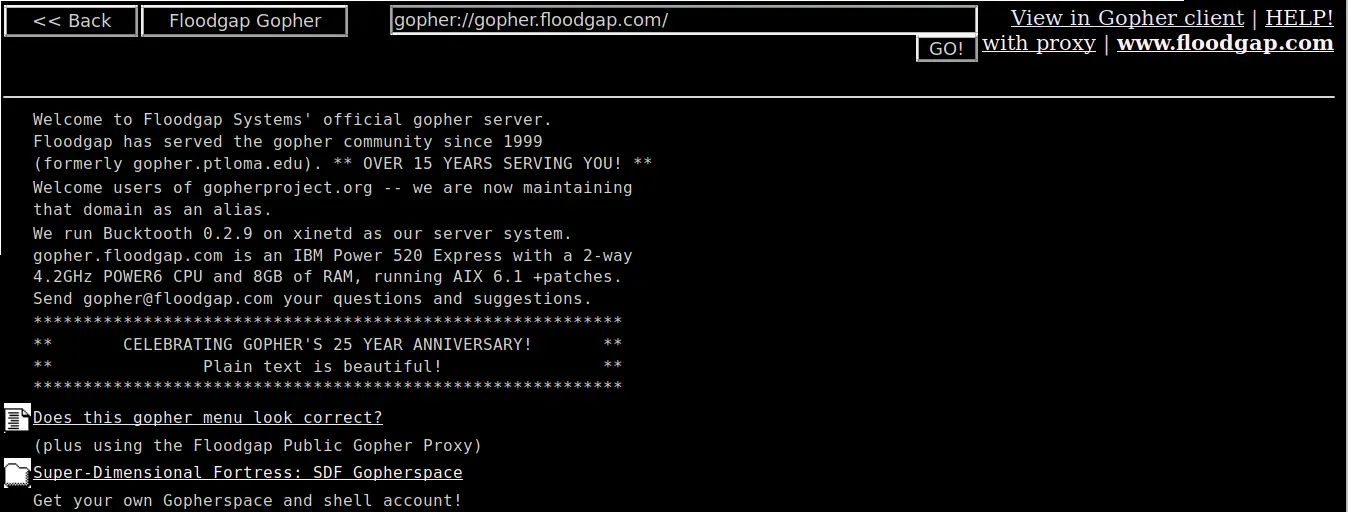 << Back Floodgap Gopher gopher://gopher.floodgap.com/ View in Gopher client | HELP!
GO! with proxy | www.floodgap.com
Welcome to Floodgap Systems' official gopher server.
Floodgap has served the gopher community since 1999
(formerly gopher.ptloma.edu). ** OVER 15 YEARS SERVING YOU! **
Welcome users of gopherproject.org -- we are now maintaining
that domain as an alias.
We run Bucktooth 0.2.9 on xinetd as our server system.
gopher.floodgap.com is an IBM Power 520 Express with a 2-way
4.2GHz POWER6 CPU and 8GB of RAM, running AIX 6.1 +patches.
Send gopher@floodgap.com your questions and suggestions.
***********************************************************
**       CELEBRATING GOPHER'S 25 YEAR ANNIVERSARY!       **
**               Plain text is beautiful!                **
***********************************************************
Does this gopher menu look correct?
(plus using the Floodgap Public Gopher Proxy)
Super-Dimensional Fortress: SDF Gopherspace
Get your own Gopherspace and shell account!